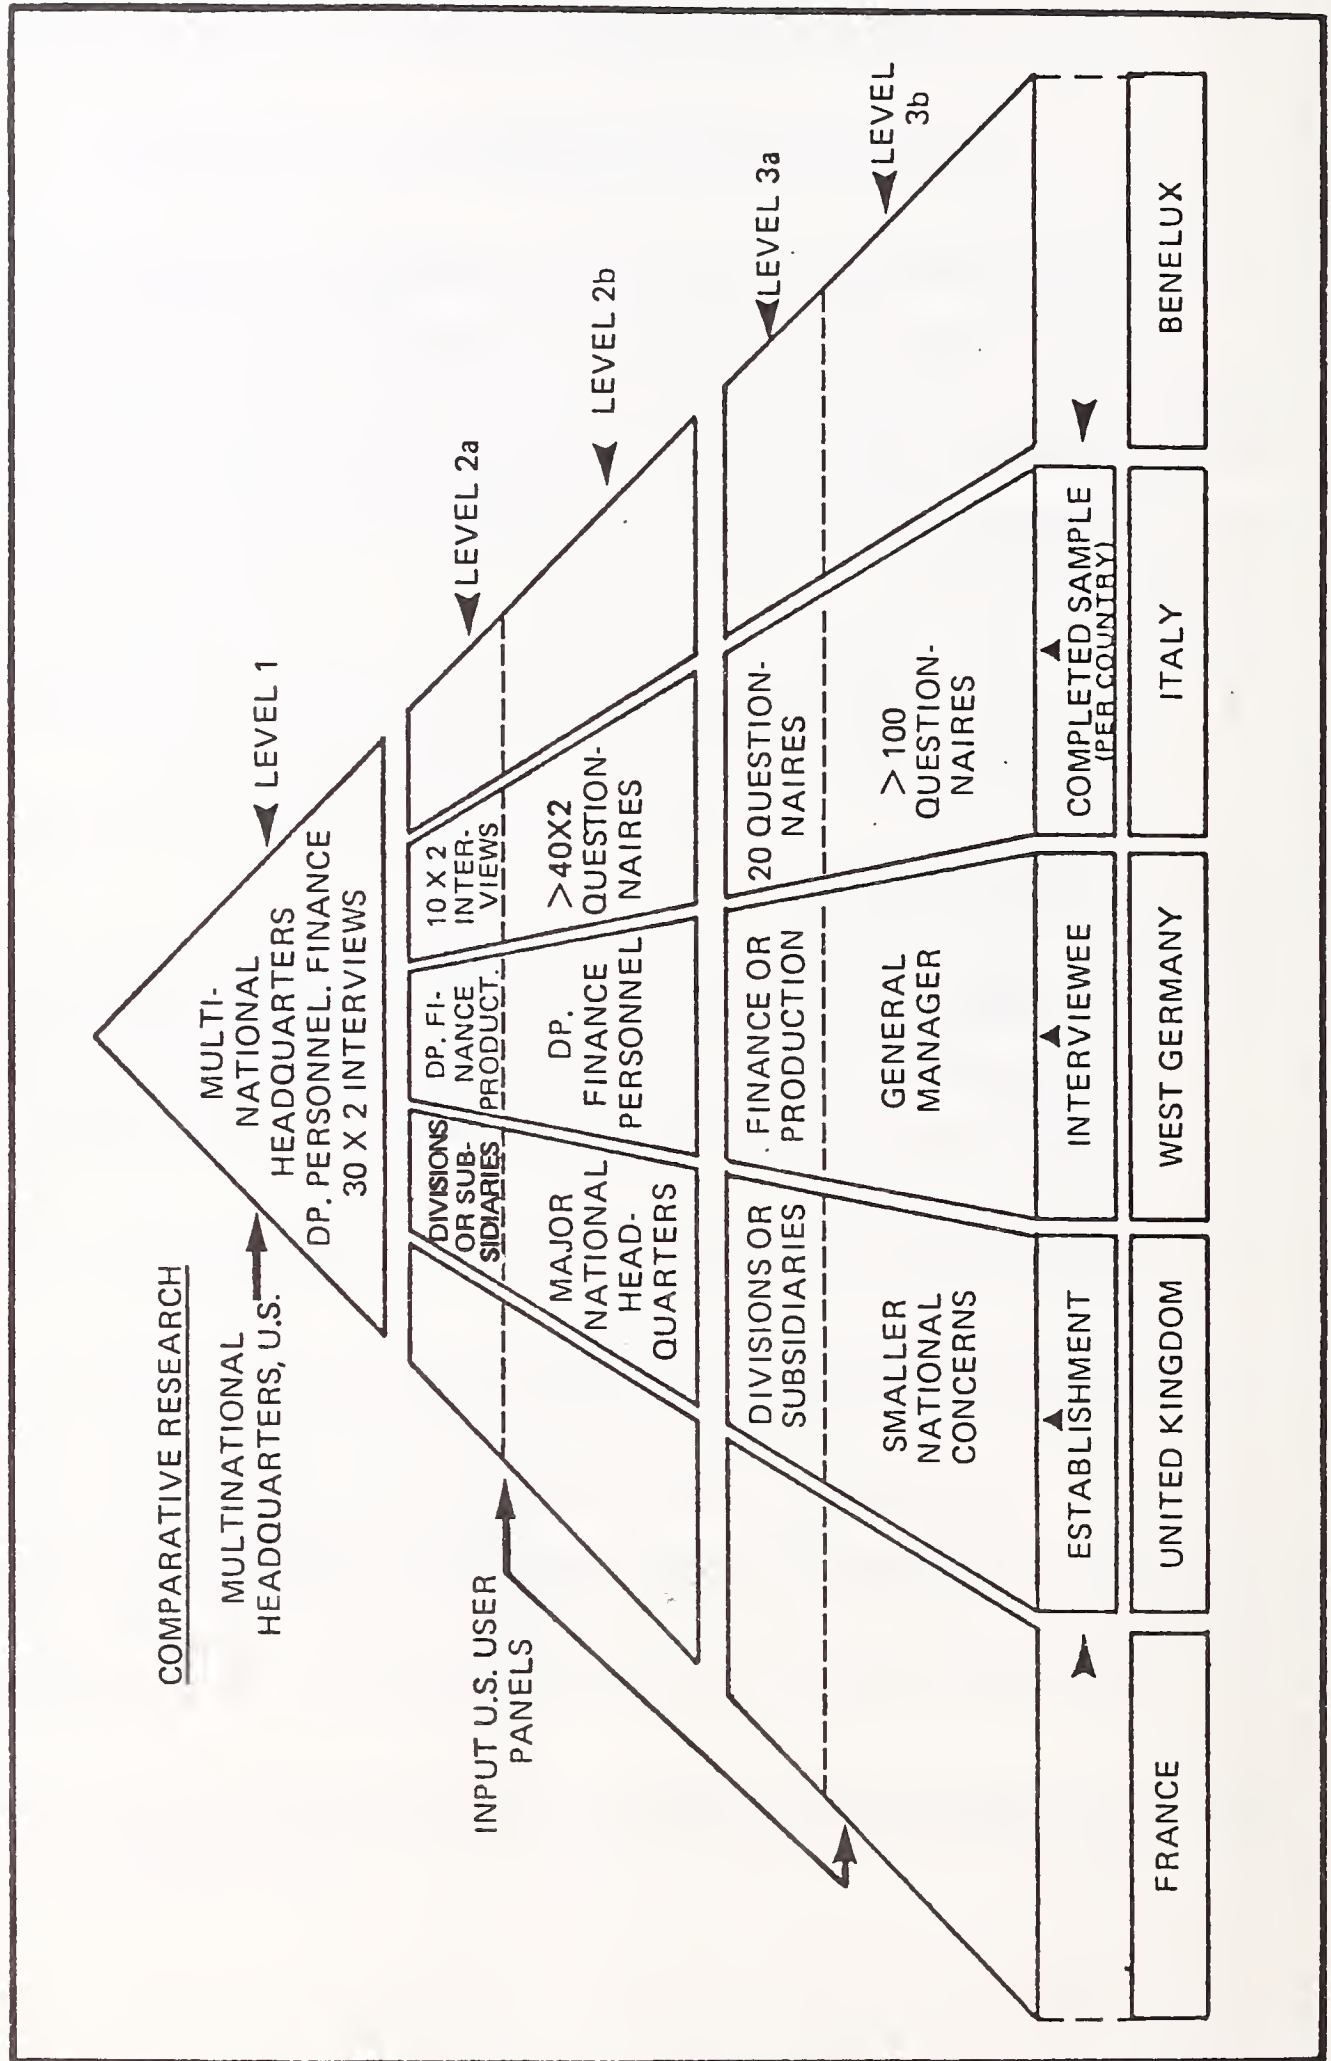 COMPARATIVE RESEARCH
MULTINATIONAL
HEADQUARTERS, U.S.
MULTI-
NATIONAL
HEADQUARTERS
DP. PERSONNEL. FINANCE
30 X 2 INTERVIEWS
LEVEL 1
INPUT U.S. USER
PANELS
DIVISIONS
OR SUB-
SIDIARIES
DP. FI-
NANCE
PRODUCT.
10 X 2
INTER-
VIEWS
LEVEL 2a
MAJOR
NATIONAL
HEAD-
QUARTERS
DP.
FINANCE
PERSONNEL
>40X2
QUESTION-
NAIRES
LEVEL 2b
DIVISIONS OR
SUBSIDIARIES
FINANCE OR
PRODUCTION
20 QUESTION-
NAIRES
LEVEL 3a
SMALLER
NATIONAL
CONCERNS
GENERAL
MANAGER
>100
QUESTION-
NAIRES
LEVEL
3b
ESTABLISHMENT
INTERVIEWEE
COMPLETED SAMPLE
(PER COUNTRY)
FRANCE
UNITED KINGDOM
WEST GERMANY
ITALY
BENELUX